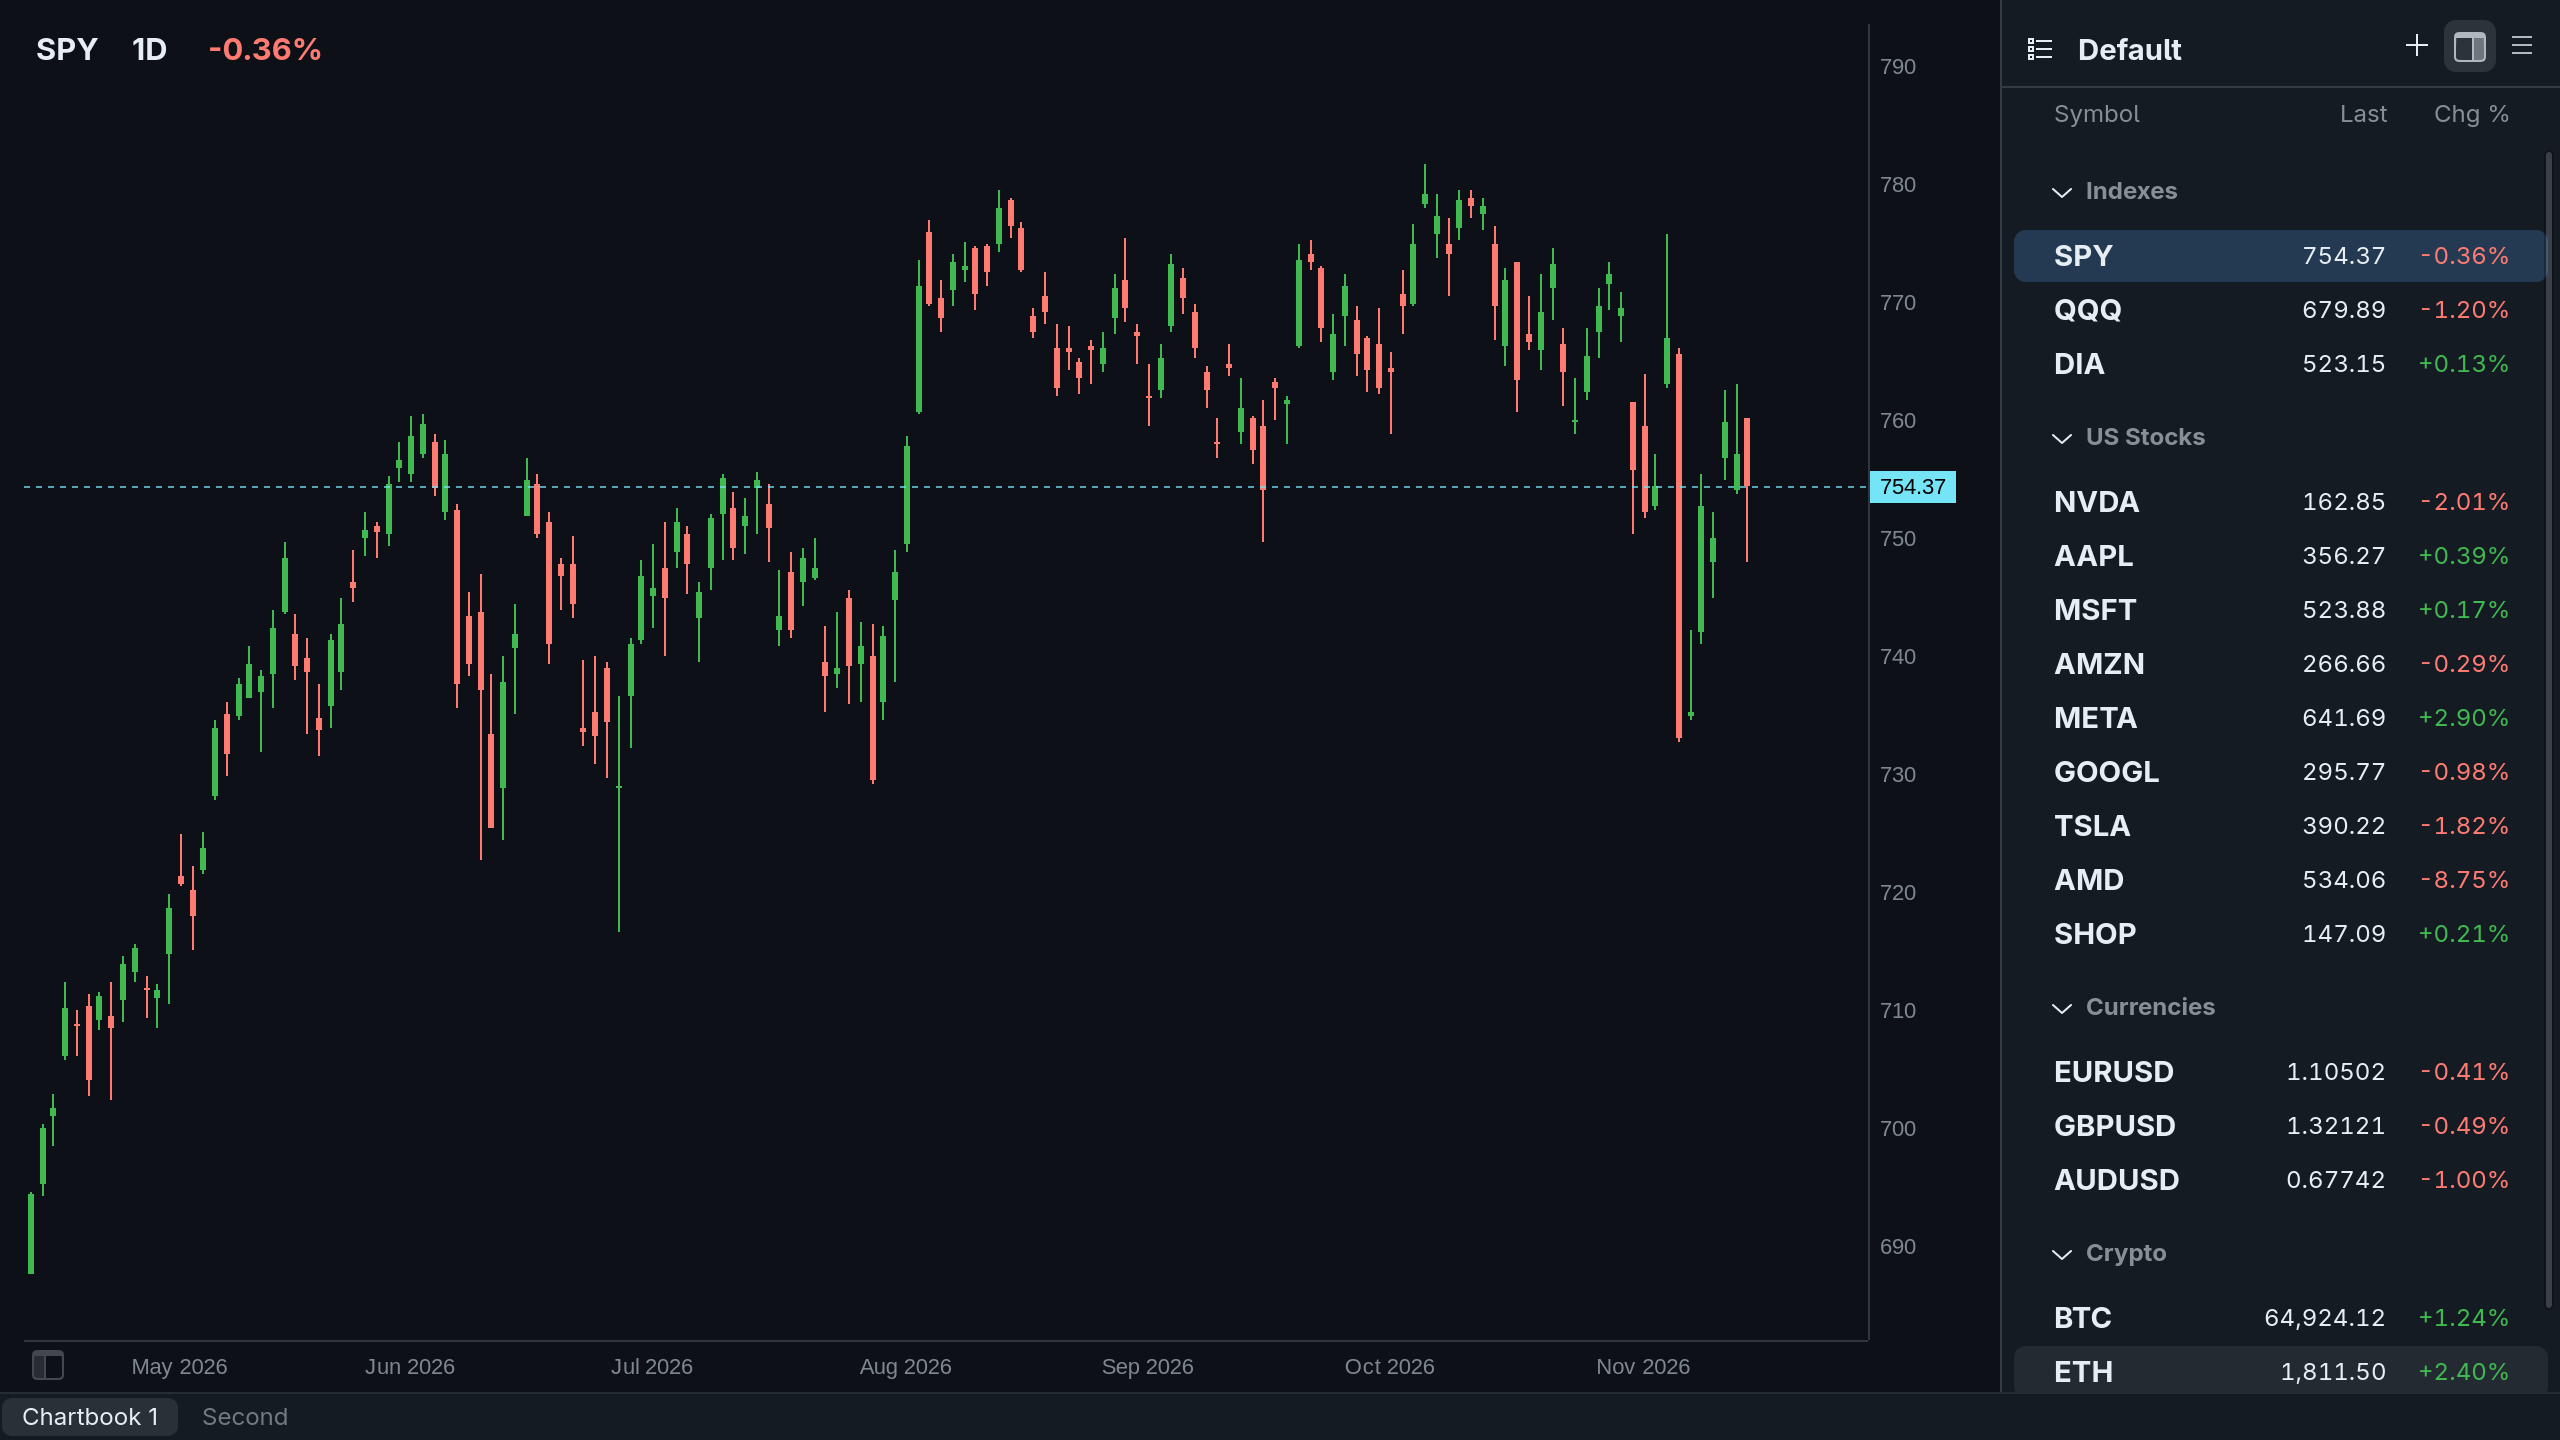 SPY 1D -0.36%
790
780
770
760
754.37
750
740
730
720
710
700
690
May 2026 Jun 2026 Jul 2026 Aug 2026 Sep 2026 Oct 2026 Nov 2026
Chartbook 1 Second
Default
Symbol Last Chg %
Indexes
SPY 754.37 -0.36%
QQQ 679.89 -1.20%
DIA 523.15 +0.13%
US Stocks
NVDA 162.85 -2.01%
AAPL 356.27 +0.39%
MSFT 523.88 +0.17%
AMZN 266.66 -0.29%
META 641.69 +2.90%
GOOGL 295.77 -0.98%
TSLA 390.22 -1.82%
AMD 534.06 -8.75%
SHOP 147.09 +0.21%
Currencies
EURUSD 1.10502 -0.41%
GBPUSD 1.32121 -0.49%
AUDUSD 0.67742 -1.00%
Crypto
BTC 64,924.12 +1.24%
ETH 1,811.50 +2.40%